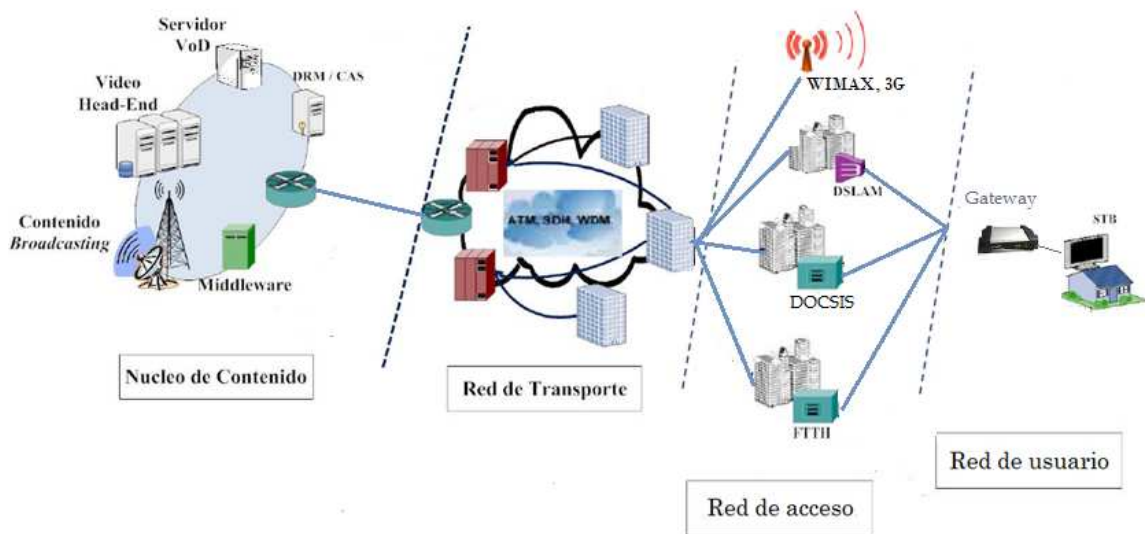 Servidor
VoD
DRM / CAS
Video
Head-End
Contenido
Broadcasting
Middleware
Nucleo de Contenido
ATM, SDH, WDM
Red de Transporte
WIMAX, 3G
DSLAM
DOCSIS
FTTH
Red de acceso
Gateway
STB
Red de usuario